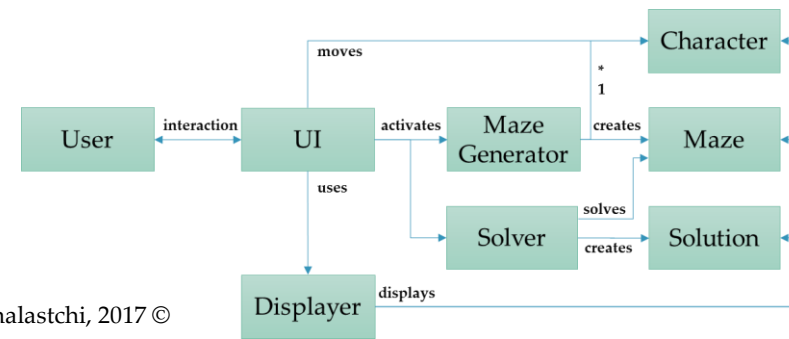 moves
Character
*
1
User
interaction
UI
activates
Maze
Generator
creates
Maze
uses
solves
Solver
creates
Solution
Displayer
displays
2017 ©